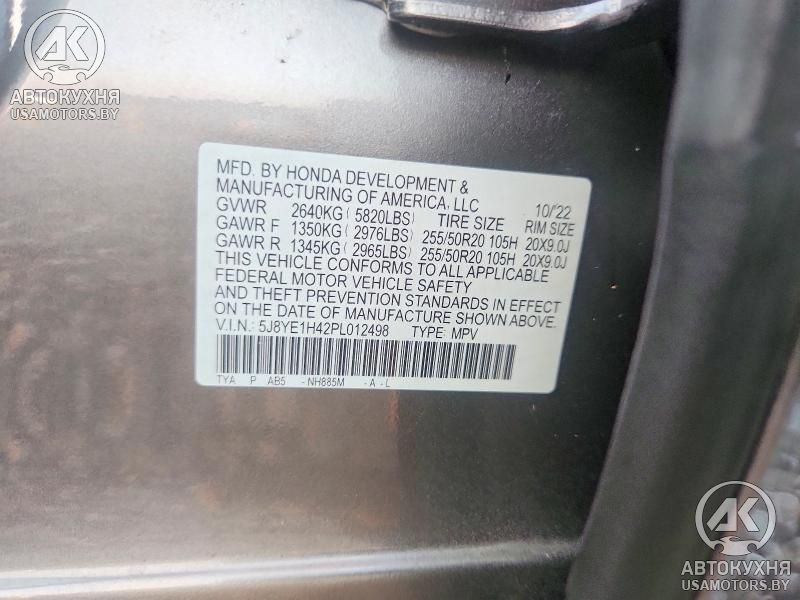 АК
АВТОКУХНЯ
USAMOTORS.BY
MFD. BY HONDA DEVELOPMENT &
MANUFACTURING OF AMERICA, LLC 10/'22
GVWR 2640KG ( 5820LBS) TIRE SIZE RIM SIZE
GAWR F 1350KG ( 2976LBS) 255/50R20 105H 20X9.0J
GAWR R 1345KG ( 2965LBS) 255/50R20 105H 20X9.0J
THIS VEHICLE CONFORMS TO ALL APPLICABLE
FEDERAL MOTOR VEHICLE SAFETY
AND THEFT PREVENTION STANDARDS IN EFFECT
ON THE DATE OF MANUFACTURE SHOWN ABOVE.
V.I.N.: 5J8YE1H42PL012498 TYPE: MPV
TYA P AB5 -NH885M -A-L
АК
АВТОКУХНЯ
USAMOTORS.BY